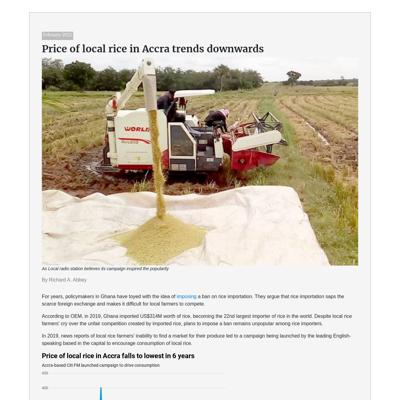 February 2022
Price of local rice in Accra trends downwards
WORLD
As Local radio station believes its campaign inspired the popularity
By Richard A. Abbey
For years, policymakers in Ghana have toyed with the idea of imposing a ban on rice importation. They argue that rice importation saps the
scarce foreign exchange and makes it difficult for local farmers to compete.
According to OEM, in 2019, Ghana imported US$314M worth of rice, becoming the 22nd largest importer of rice in the world. Despite local rice
farmers' cry over the unfair competition created by imported rice, plans to impose a ban remains unpopular among rice importers.
In 2019, news reports of local rice farmers' inability to find a market for their produce led to a campaign being launched by the leading English-
speaking based in the capital to encourage consumption of local rice.
Price of local rice in Accra falls to lowest in 6 years
Accra-based Citi FM launched campaign to drive consumption